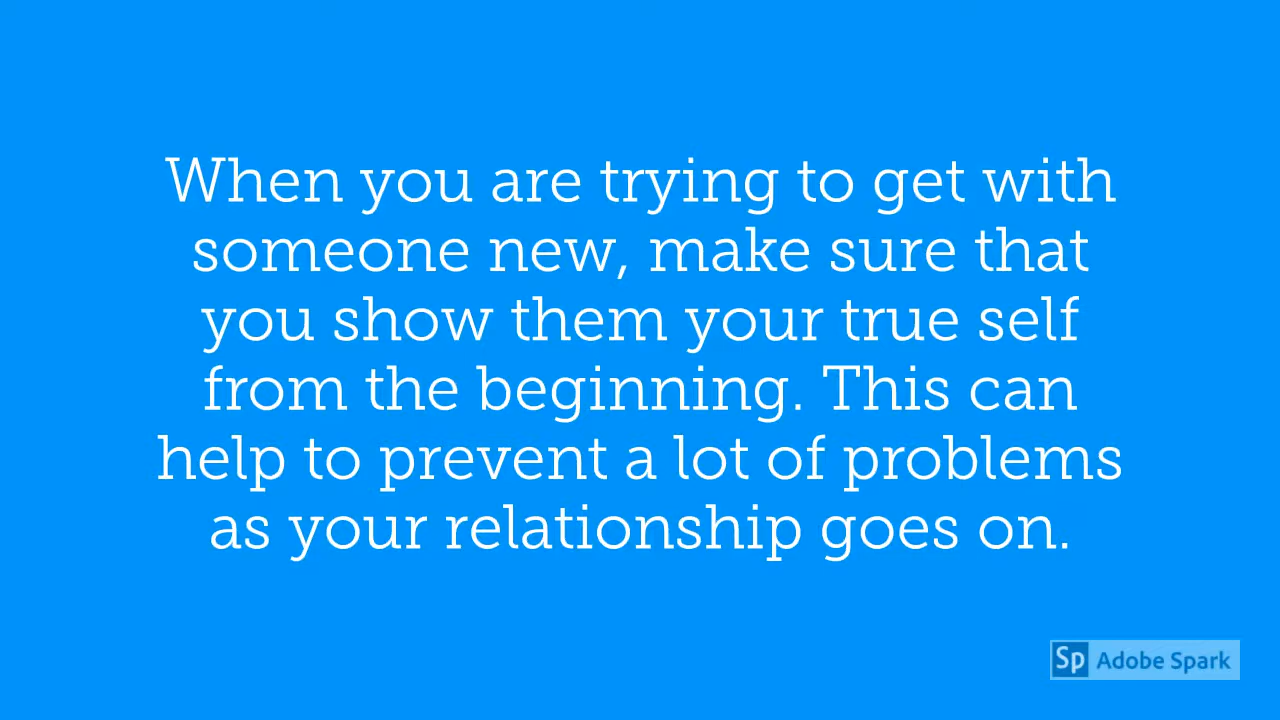 When you are trying to get with
someone new, make sure that
you show them your true self
from the beginning. This can
help to prevent a lot of problems
as your relationship goes on.
Sp Adobe Spark